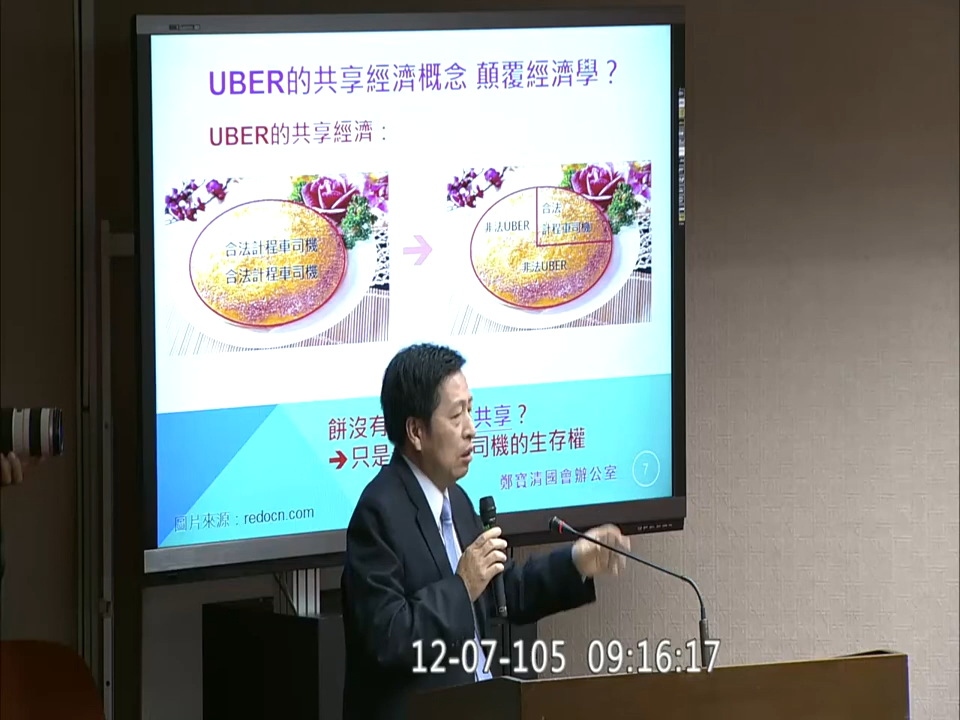 UBER的共享經濟概念 顛覆經濟學？
UBER的共享經濟：
合法計程車司機
合法計程車司機
合法
計程車司機
非法UBER
非法UBER
餅沒有 共享？
➔只是 司機的生存權
鄭寶清國會辦公室
7
圖片來源：redocn.com
12-07-105 09:16:17